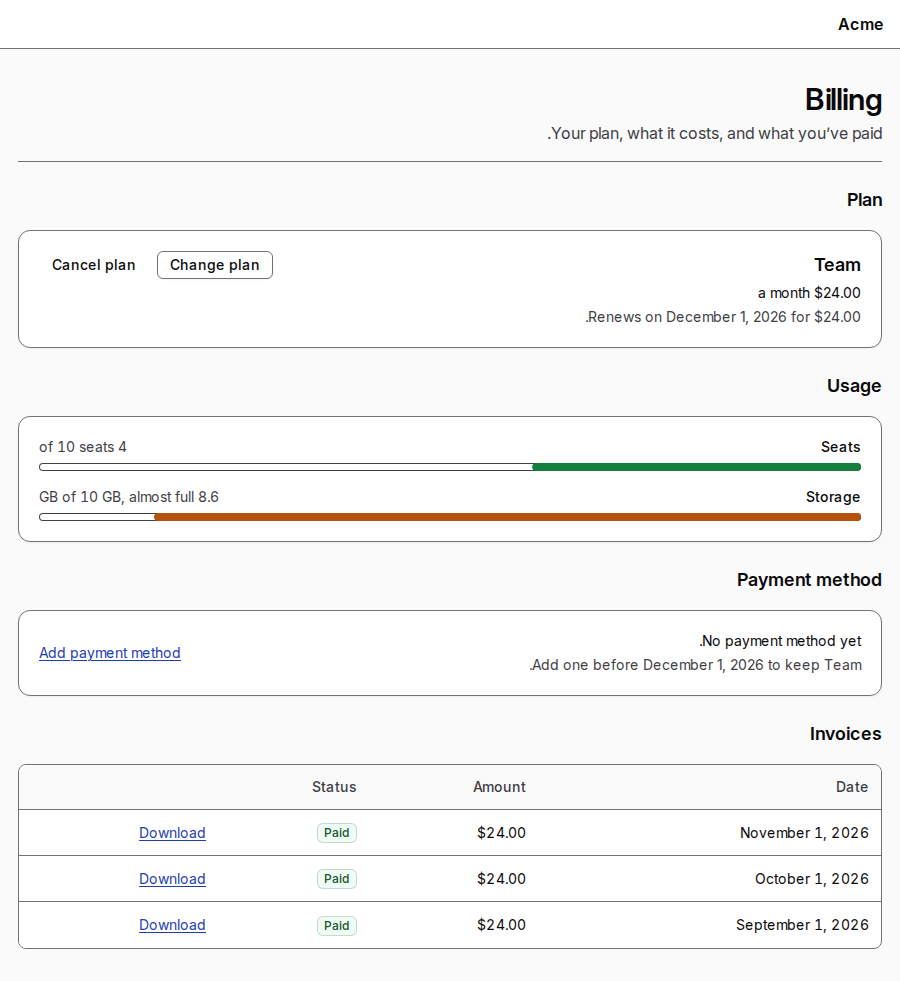 Acme
Billing
.Your plan, what it costs, and what you’ve paid
Plan
Team
a month $24.00
.Renews on December 1, 2026 for $24.00
Change plan
Cancel plan
Usage
Seats
of 10 seats 4
Storage
GB of 10 GB, almost full 8.6
Payment method
.No payment method yet
.Add one before December 1, 2026 to keep Team
Add payment method
Invoices
Date Amount Status
November 1, 2026 $24.00 Paid Download
October 1, 2026 $24.00 Paid Download
September 1, 2026 $24.00 Paid Download